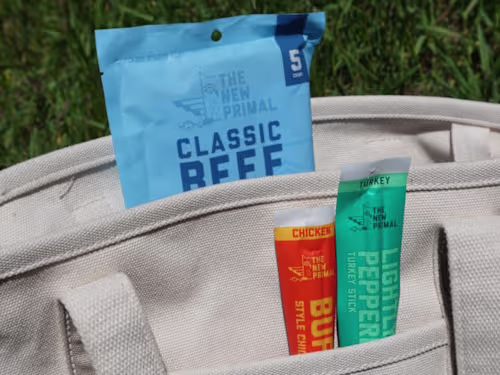 5
THE
NEW
PRIMAL
CLASSIC
BEEF
TURKEY
THE
NEW
PRIMAL
LIGHTLY
PEPPER
TURKEY STICK
CHICKEN
THE
NEW
PRIMAL
BUF
STYLE CHI